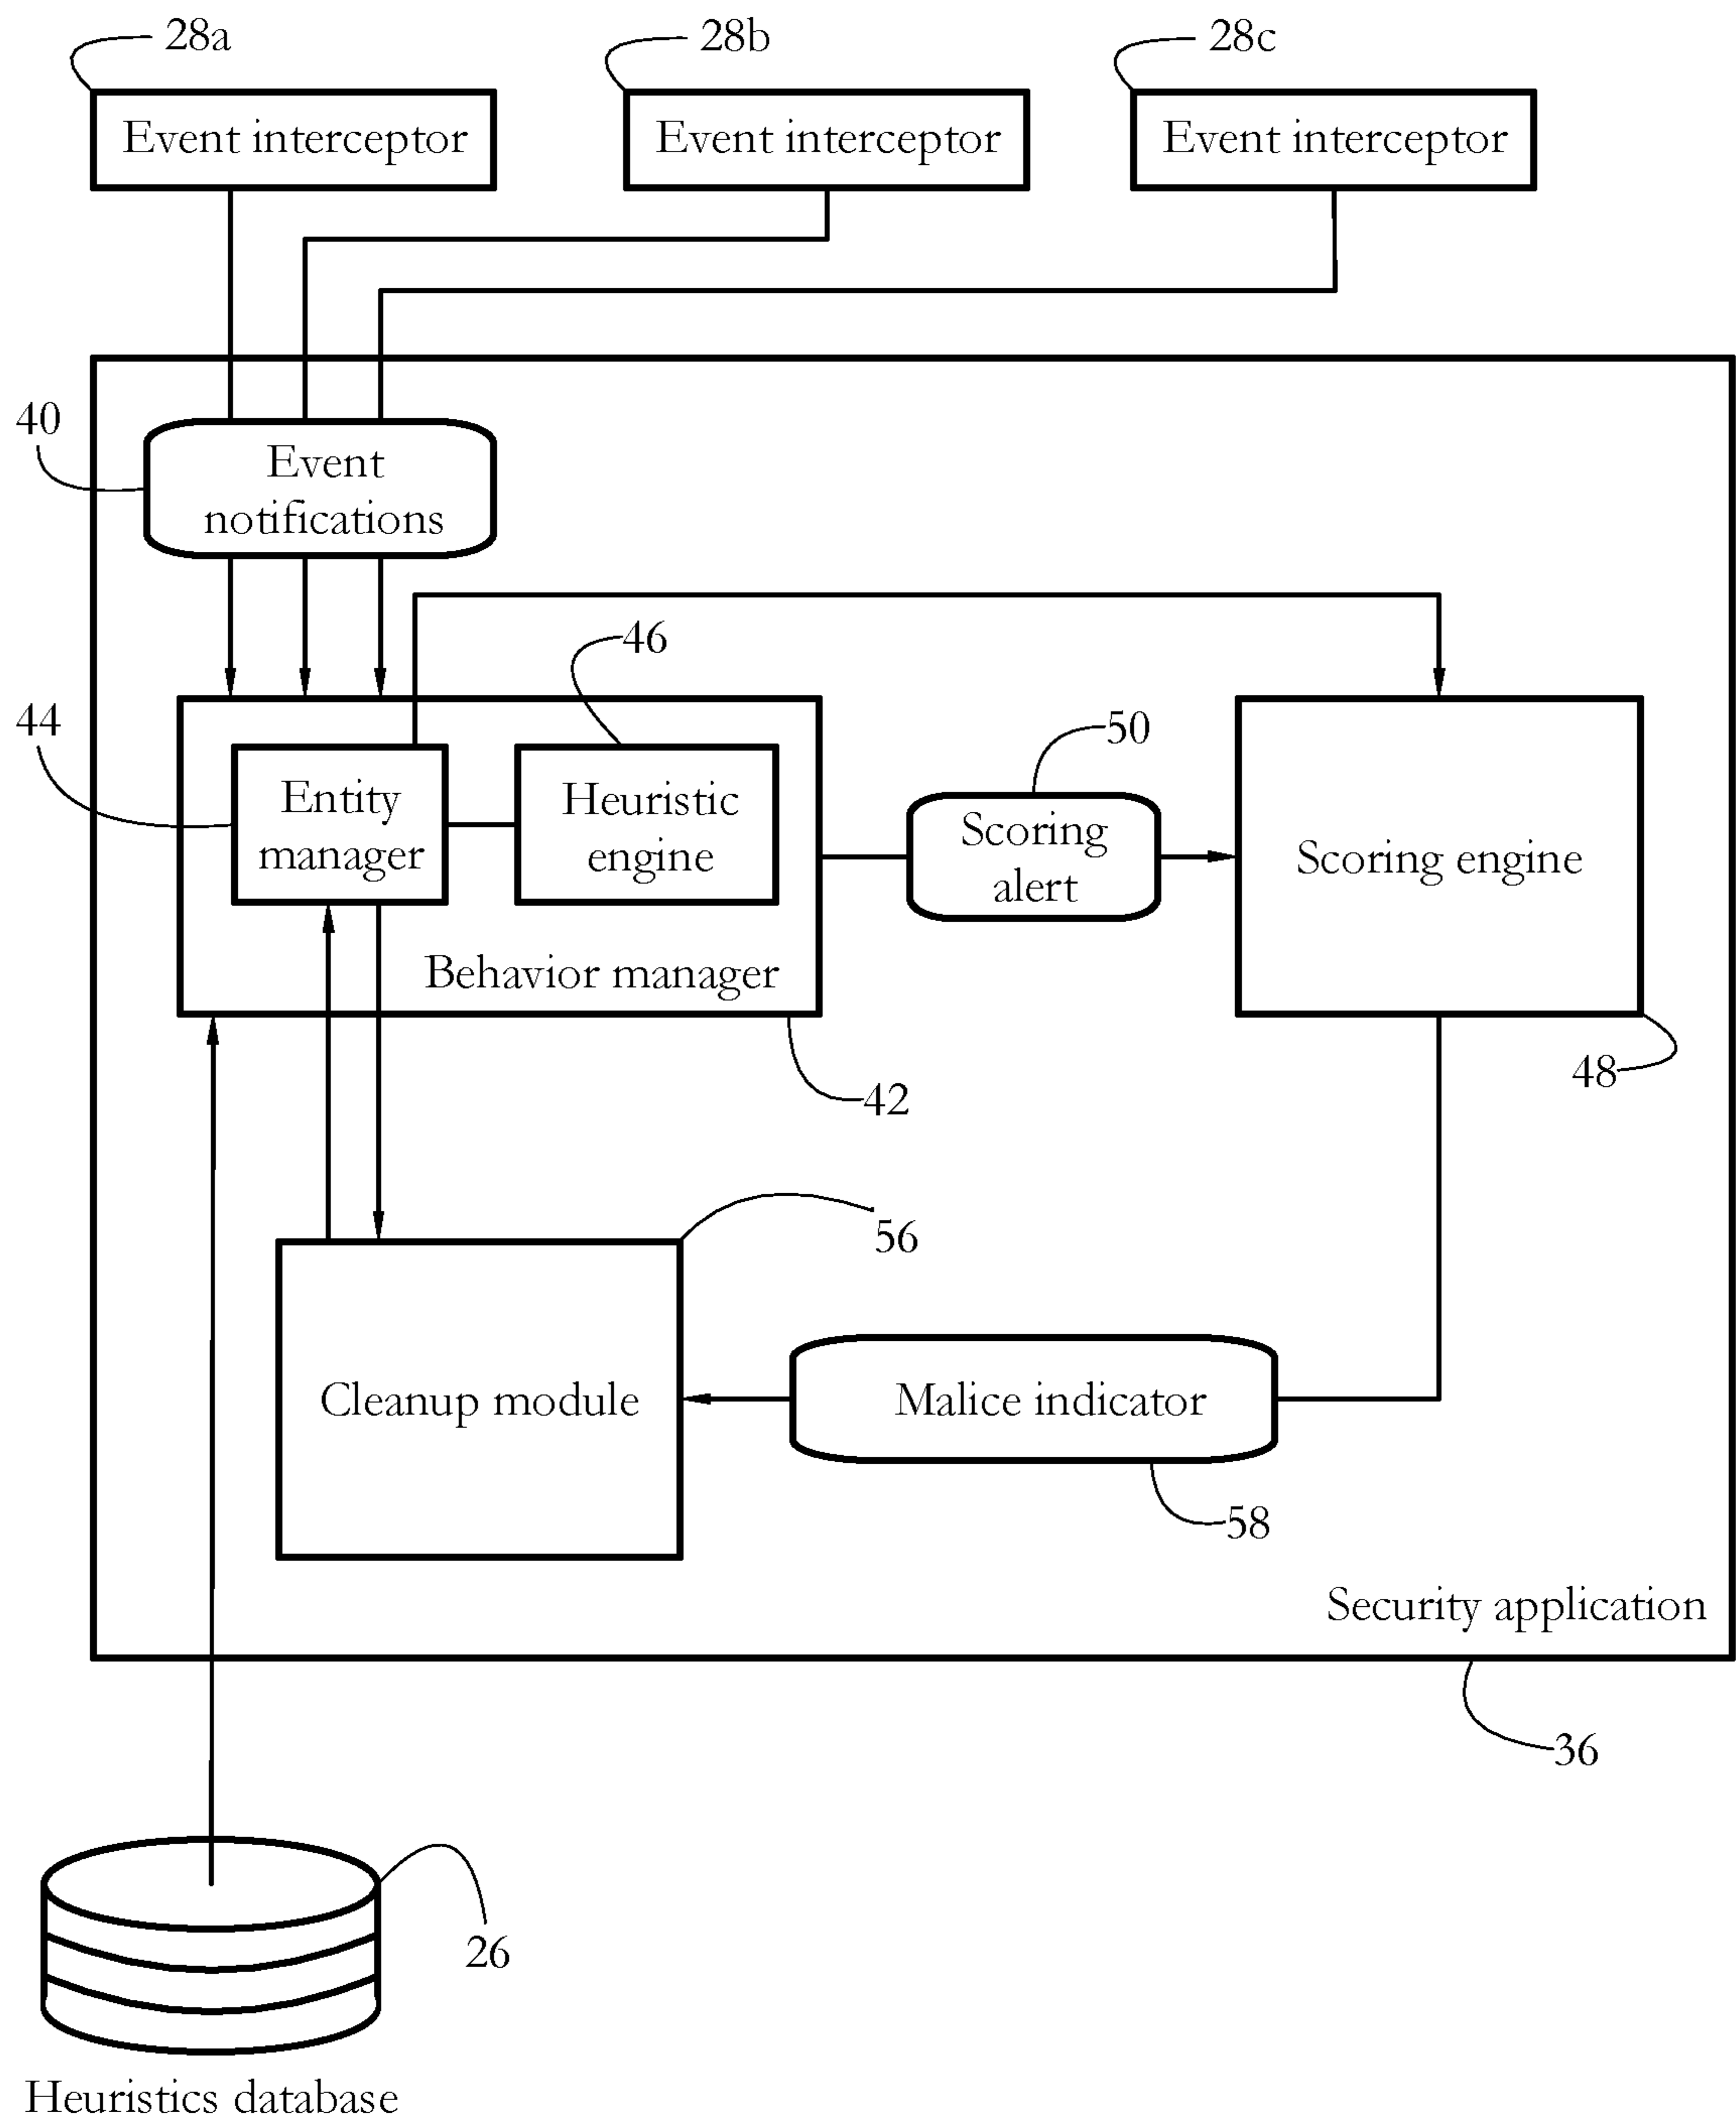 28a
28b
28c
Event interceptor
Event interceptor
Event interceptor
40
Event
notifications
46
44
50
Entity
manager
Heuristic
engine
Scoring
alert
Scoring engine
Behavior manager
42
48
56
Cleanup module
Malice indicator
58
Security application
36
26
Heuristics database